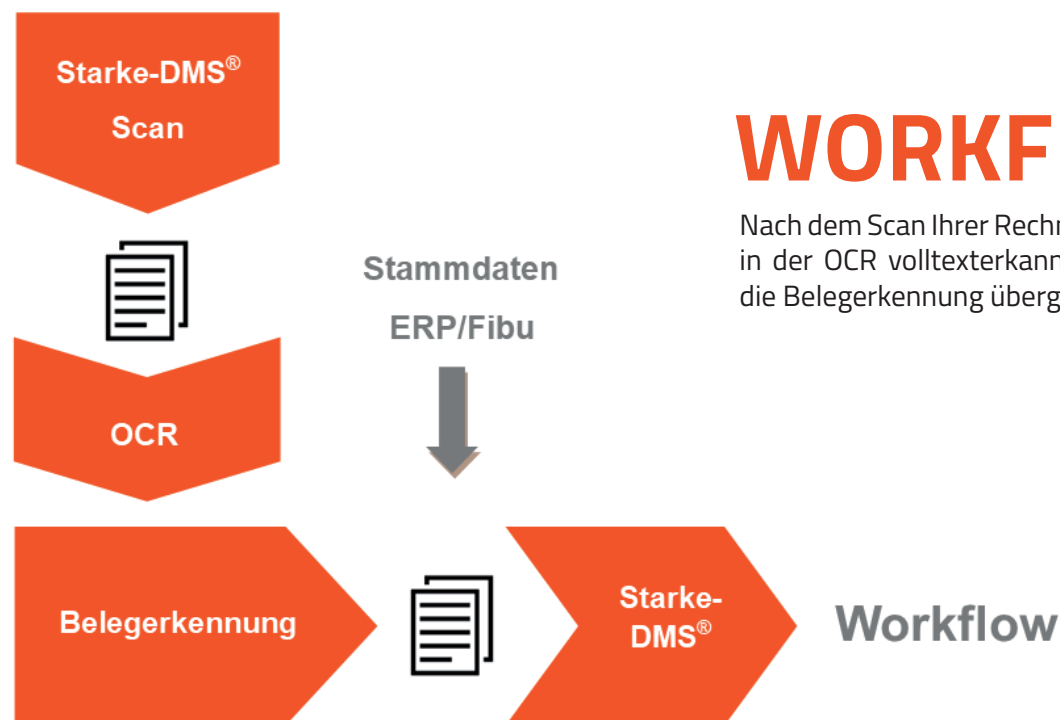 Starke-DMS®
Scan
WORKF
Nach dem Scan Ihrer Rechn
in der OCR volltexterkann
die Belegerkennung überg
Stammdaten
ERP/Fibu
OCR
Belegerkennung
Starke-
DMS®
Workflow